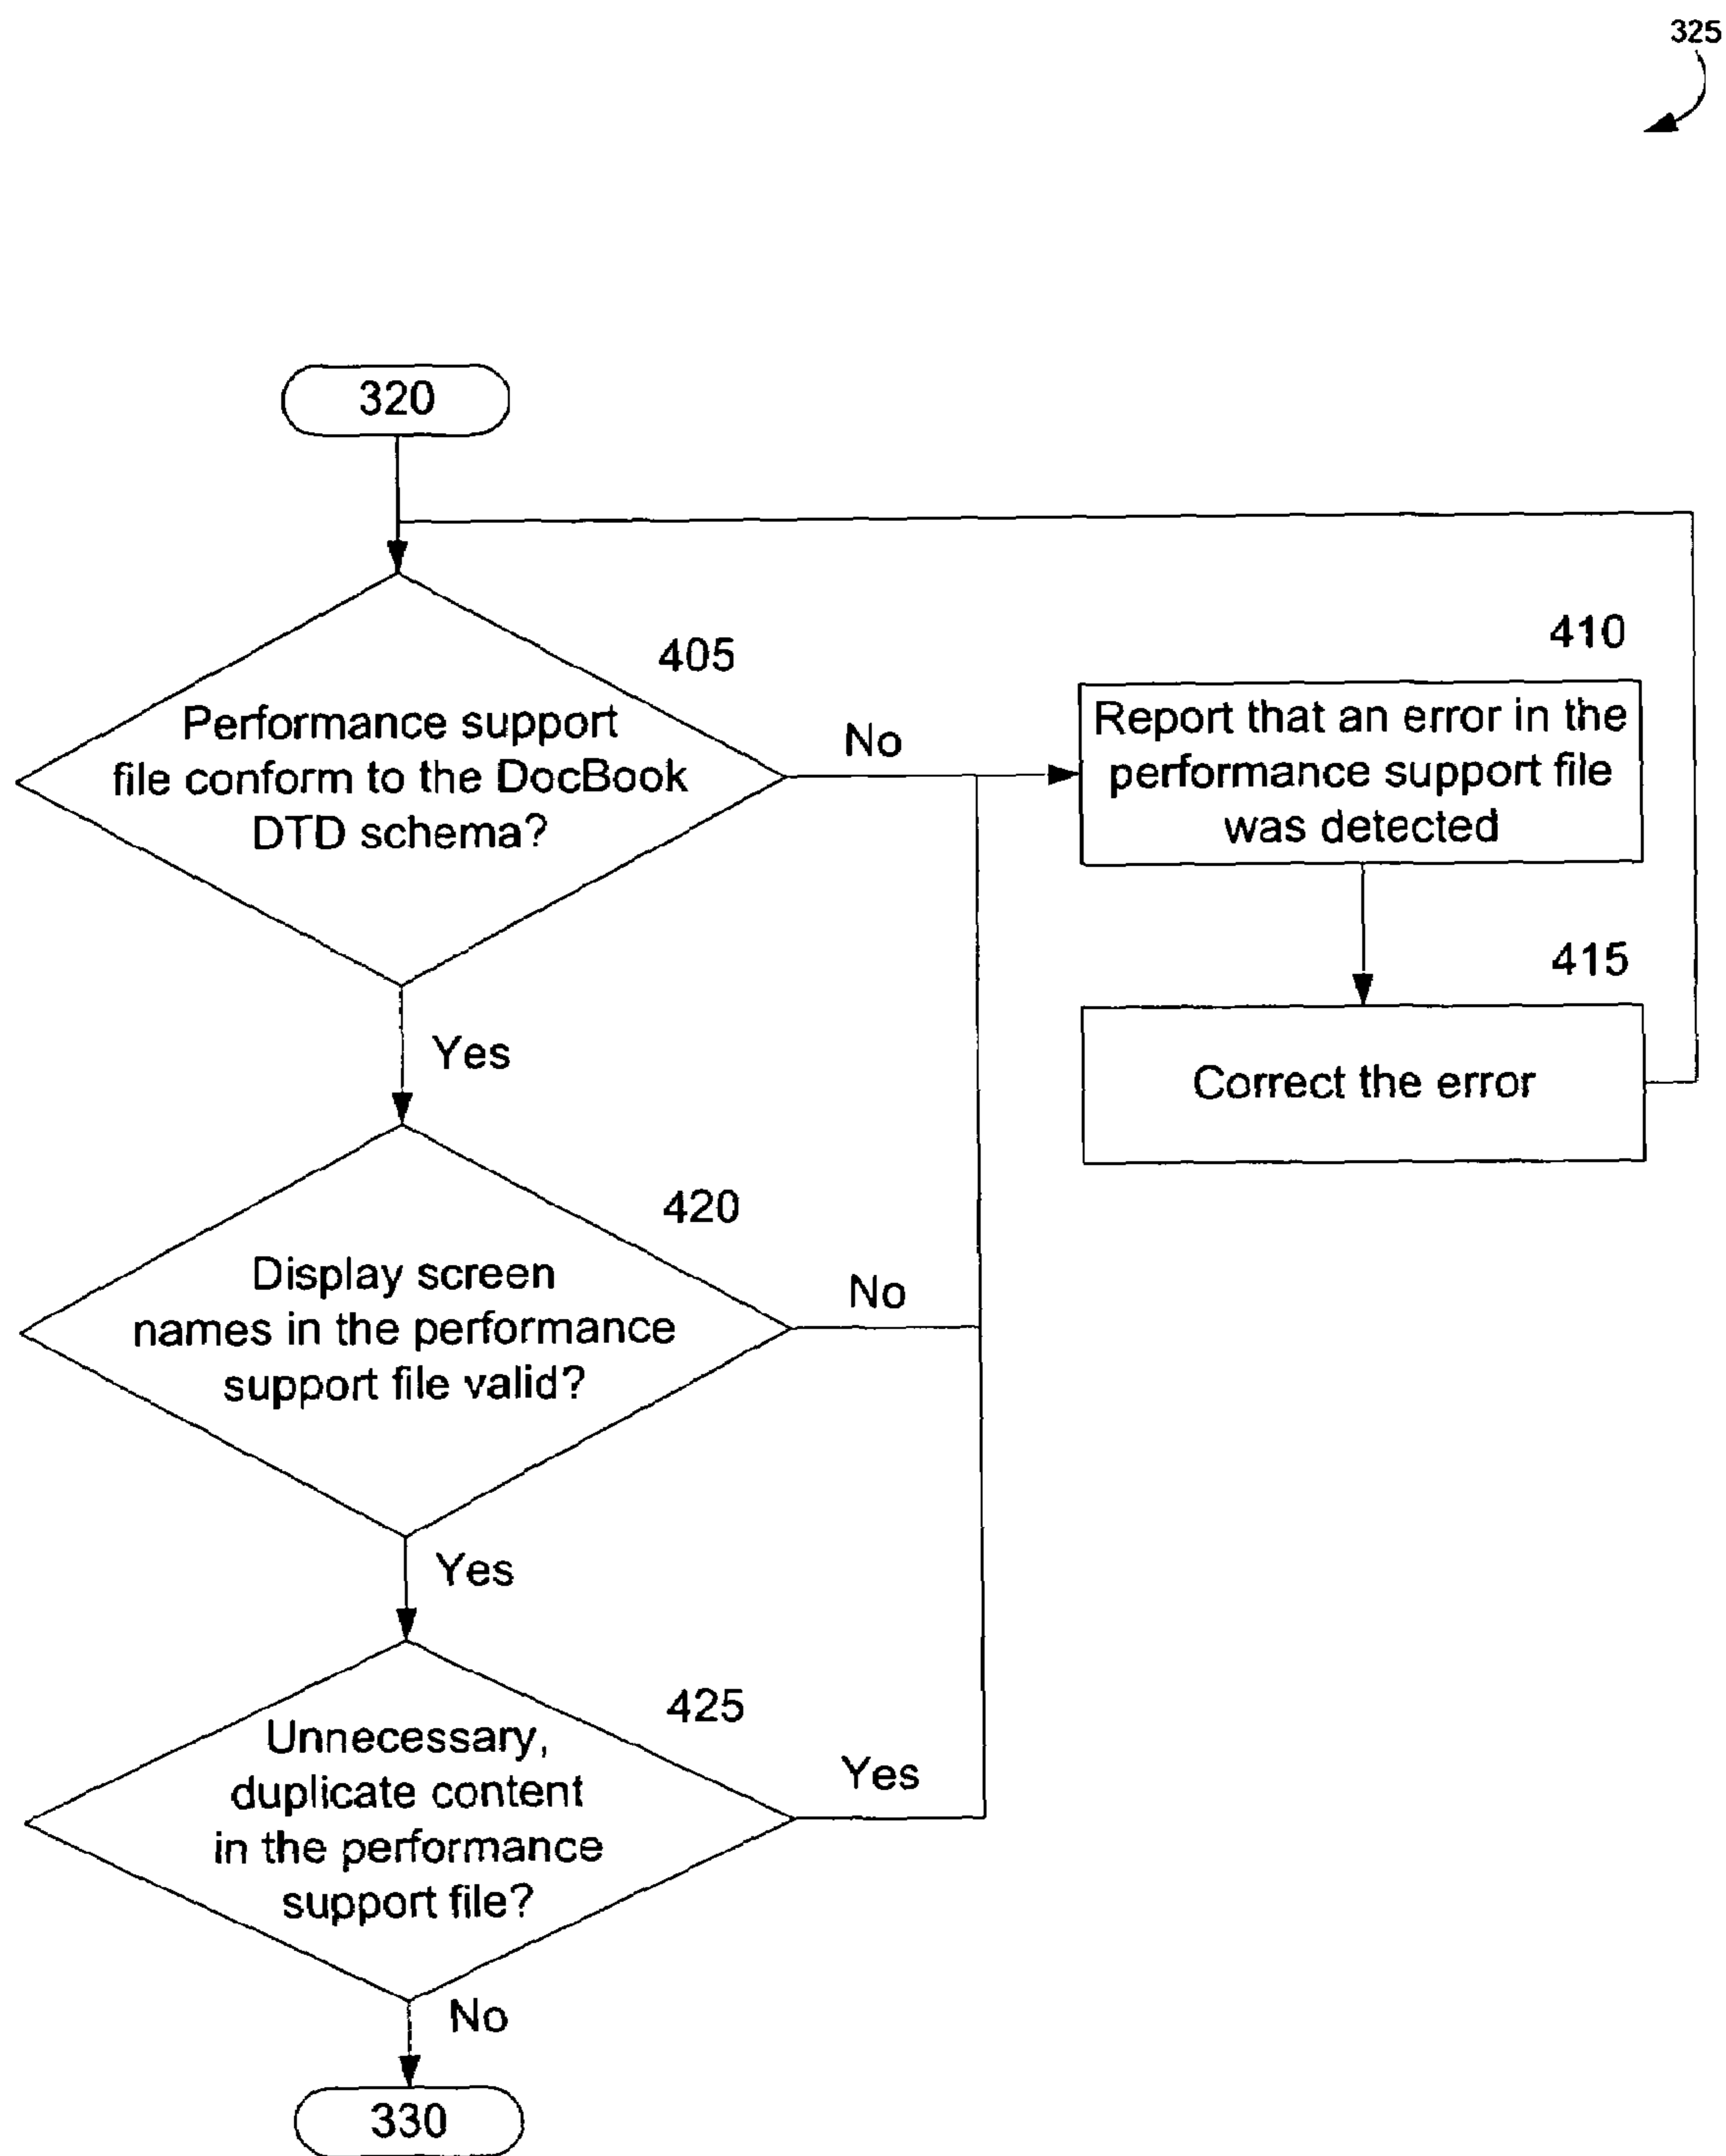 325
320
405
Performance support
file conform to the DocBook
DTD schema?
No
410
Report that an error in the
performance support file
was detected
415
Correct the error
Yes
420
Display screen
names in the performance
support file valid?
No
Yes
425
Unnecessary,
duplicate content
in the performance
support file?
Yes
No
330